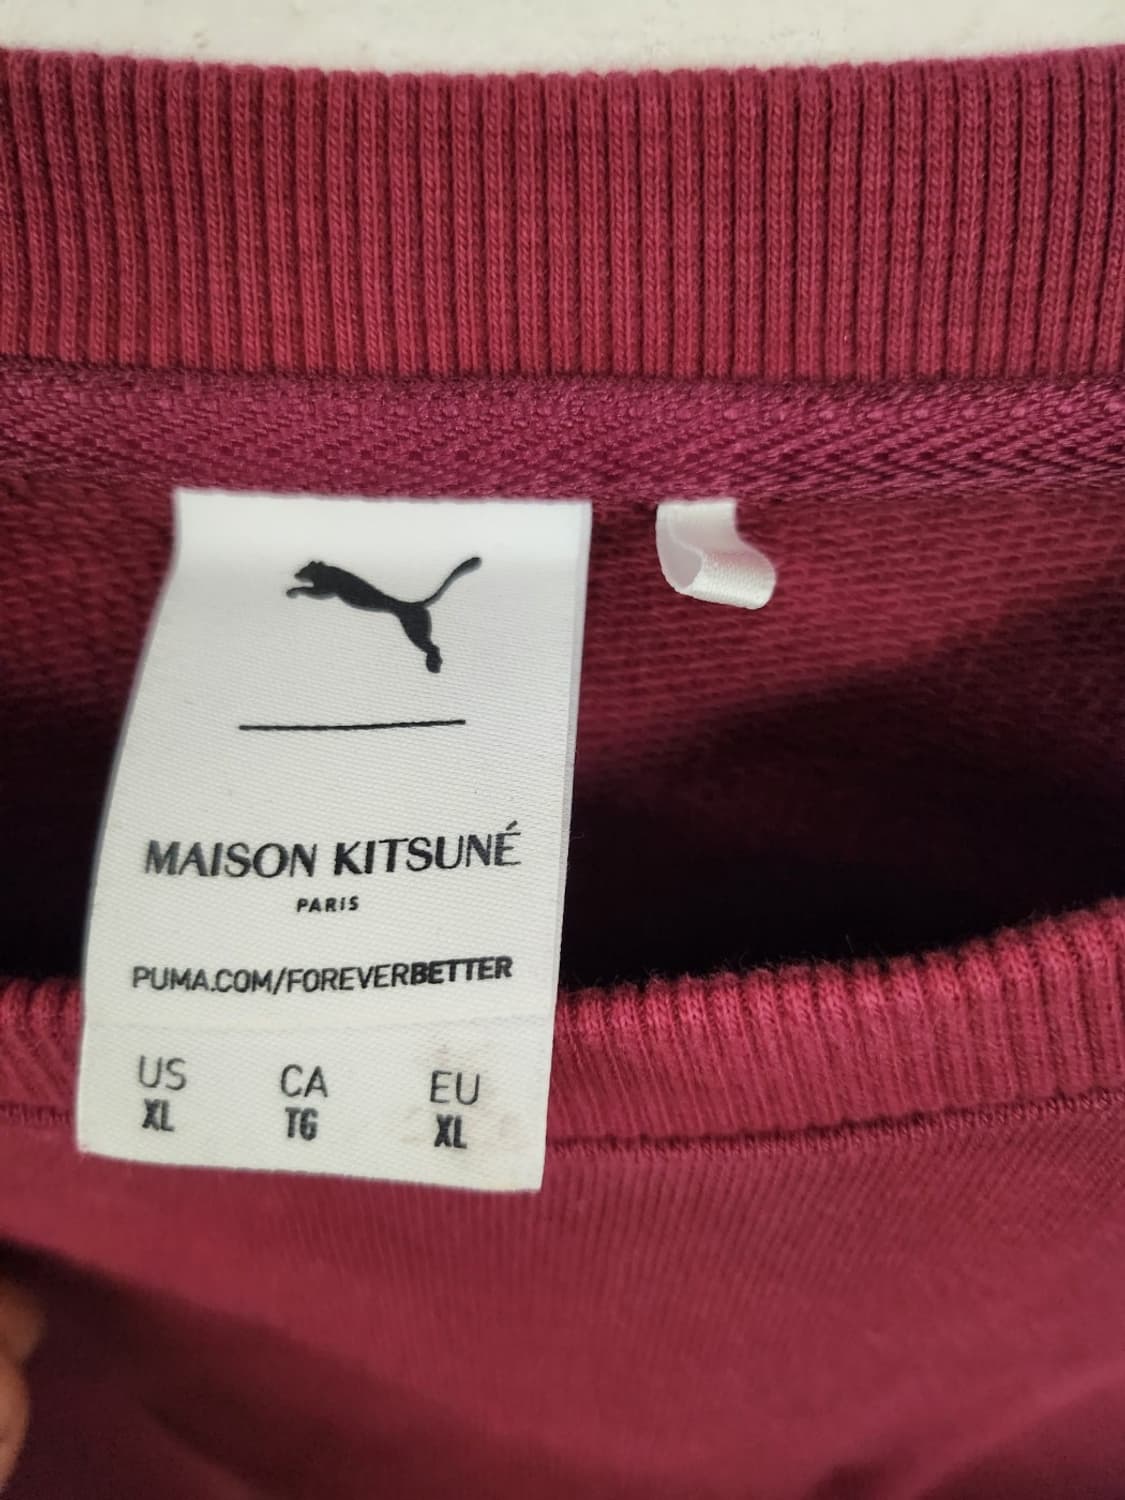 MAISON KITSUNÉ
PARIS
PUMA.COM/FOREVERBETTER
US CA EU
XL TG XL